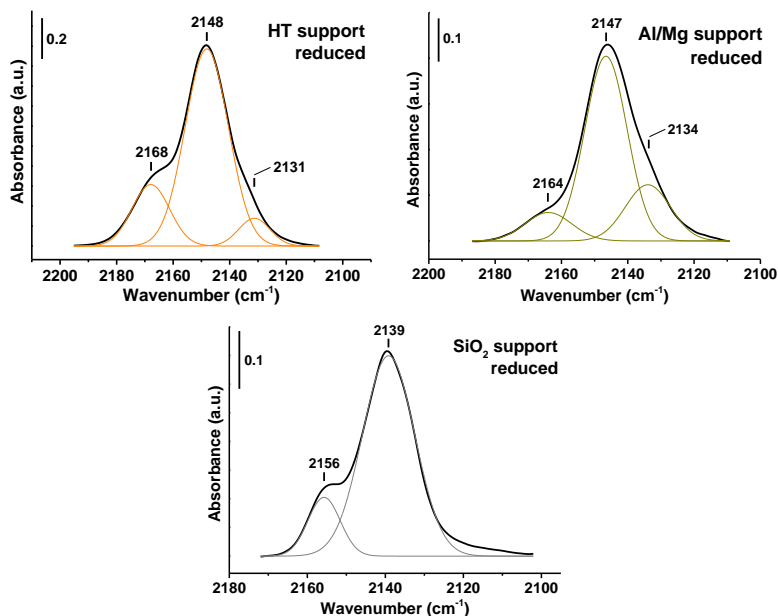 0.2
2148
HT support
reduced
2168
2131
Absorbance (a.u.)
2200 2180 2160 2140 2120 2100
Wavenumber (cm⁻¹)
0.1
2147
Al/Mg support
reduced
2134
2164
Absorbance (a.u.)
2200 2180 2160 2140 2120 2100
Wavenumber (cm⁻¹)
0.1
2139
SiO₂ support
reduced
2156
Absorbance (a.u.)
2180 2160 2140 2120 2100
Wavenumber (cm⁻¹)